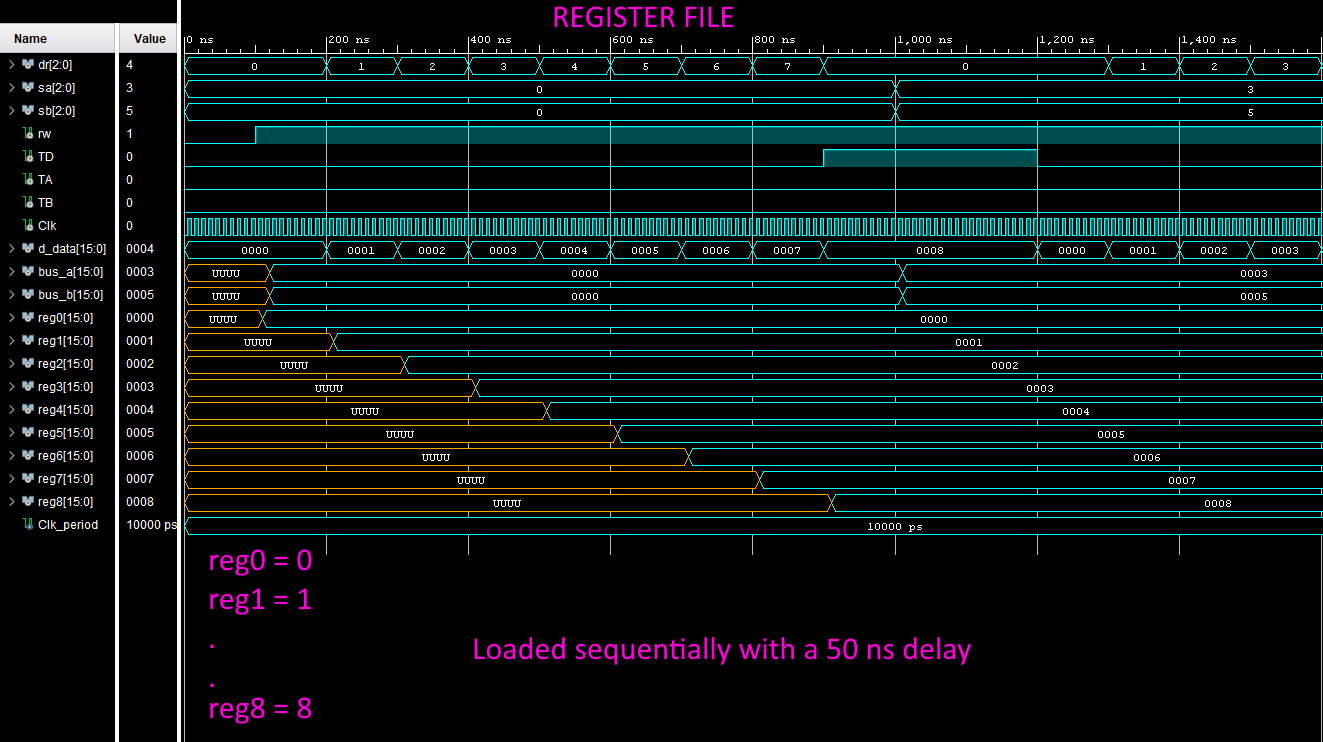 REGISTER FILE
Name Value 0 ns 200 ns 400 ns 600 ns 800 ns 1,000 ns 1,200 ns 1,400 ns
dr[2:0] 4 0 1 2 3 4 5 6 7 0 1 2 3
sa[2:0] 3 0 3
sb[2:0] 5 0 5
rw 1
TD 0
TA 0
TB 0
Clk 0
d_data[15:0] 0004 0000 0001 0002 0003 0004 0005 0006 0007 0008 0000 0001 0002 0003
bus_a[15:0] 0003 UUUU 0000 0003
bus_b[15:0] 0005 UUUU 0000 0005
reg0[15:0] 0000 UUUU 0000
reg1[15:0] 0001 UUUU 0001
reg2[15:0] 0002 UUUU 0002
reg3[15:0] 0003 UUUU 0003
reg4[15:0] 0004 UUUU 0004
reg5[15:0] 0005 UUUU 0005
reg6[15:0] 0006 UUUU 0006
reg7[15:0] 0007 UUUU 0007
reg8[15:0] 0008 UUUU 0008
Clk_period 10000 ps 10000 ps
reg0 = 0
reg1 = 1
.
Loaded sequentially with a 50 ns delay
.
reg8 = 8